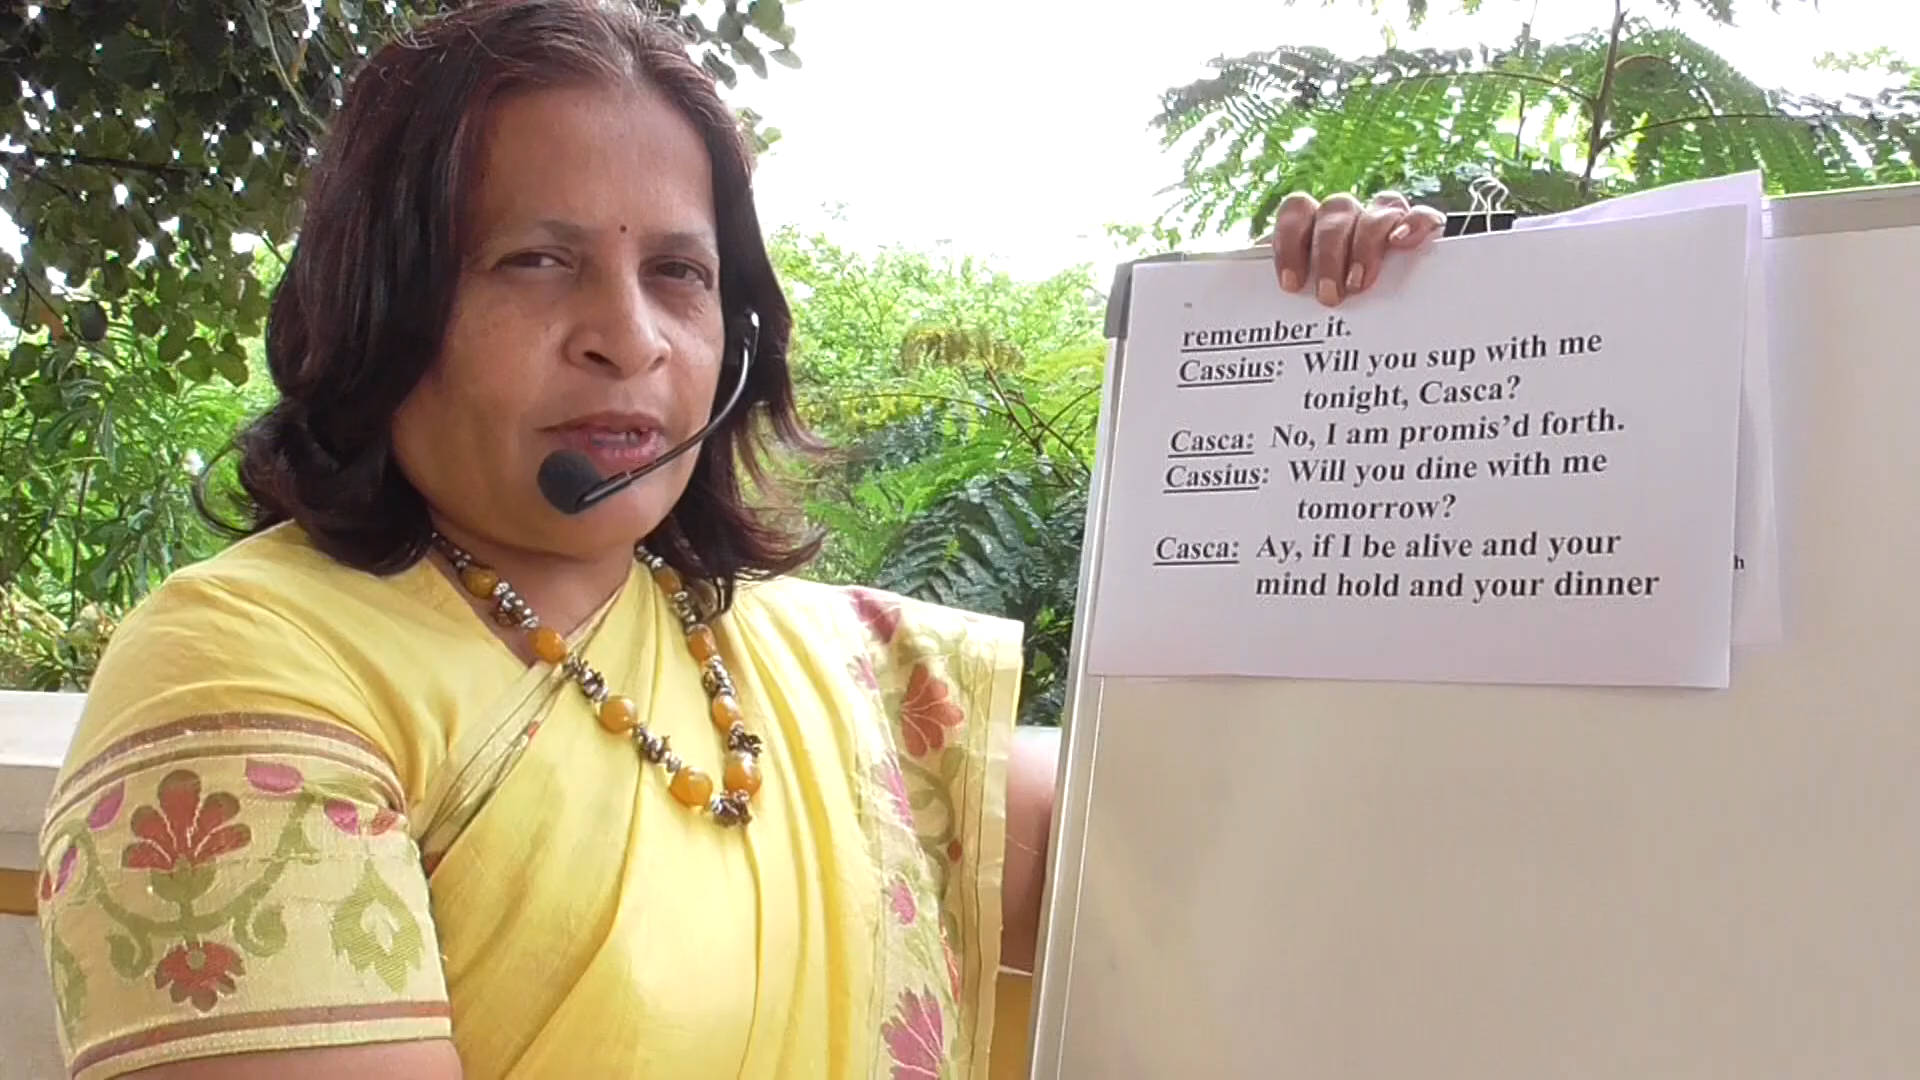 remember it.
Cassius: Will you sup with me
tonight, Casca?
Casca: No, I am promis'd forth.
Cassius: Will you dine with me
tomorrow?
Casca: Ay, if I be alive and your
mind hold and your dinner
h